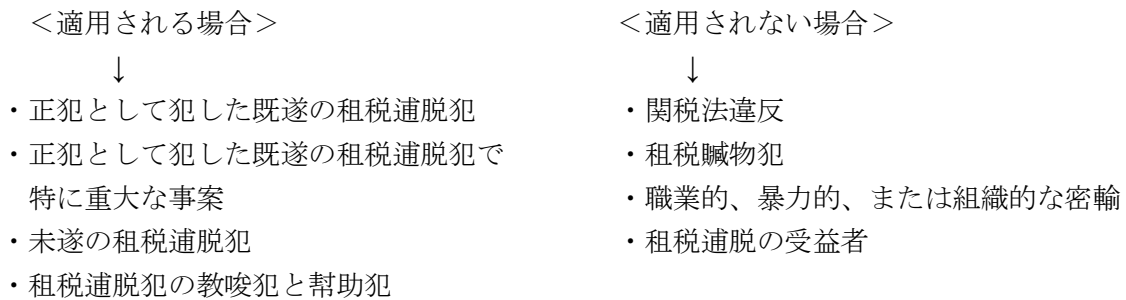 ＜適用される場合＞
↓
・正犯として犯した既遂の租税逋脱犯
・正犯として犯した既遂の租税逋脱犯で
特に重大な事案
・未遂の租税逋脱犯
・租税逋脱犯の教唆犯と幇助犯
＜適用されない場合＞
↓
・関税法違反
・租税贓物犯
・職業的、暴力的、または組織的な密輸
・租税逋脱の受益者